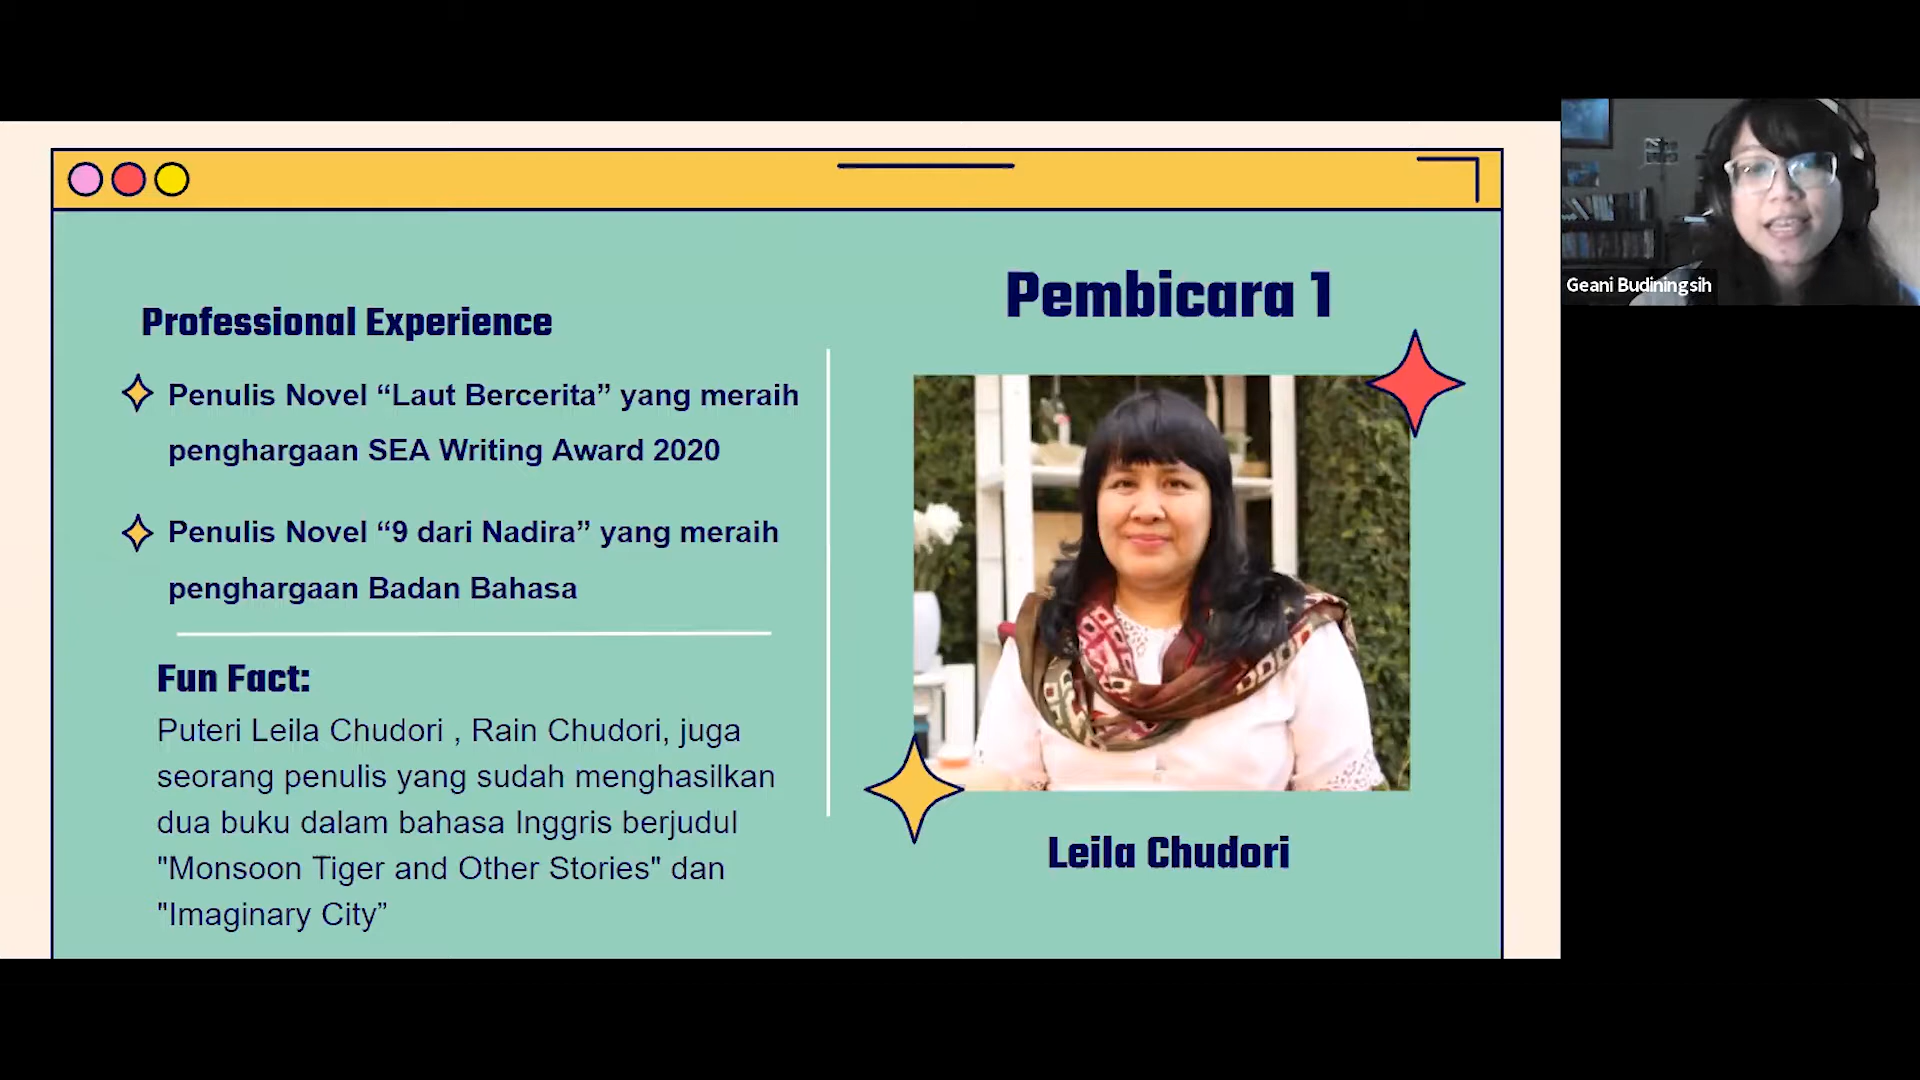 Professional Experience
Penulis Novel “Laut Bercerita” yang meraih
penghargaan SEA Writing Award 2020
Penulis Novel “9 dari Nadira” yang meraih
penghargaan Badan Bahasa
Fun Fact:
Puteri Leila Chudori , Rain Chudori, juga
seorang penulis yang sudah menghasilkan
dua buku dalam bahasa Inggris berjudul
"Monsoon Tiger and Other Stories" dan
"Imaginary City”
Pembicara 1
Leila Chudori
Geani Budiningsih